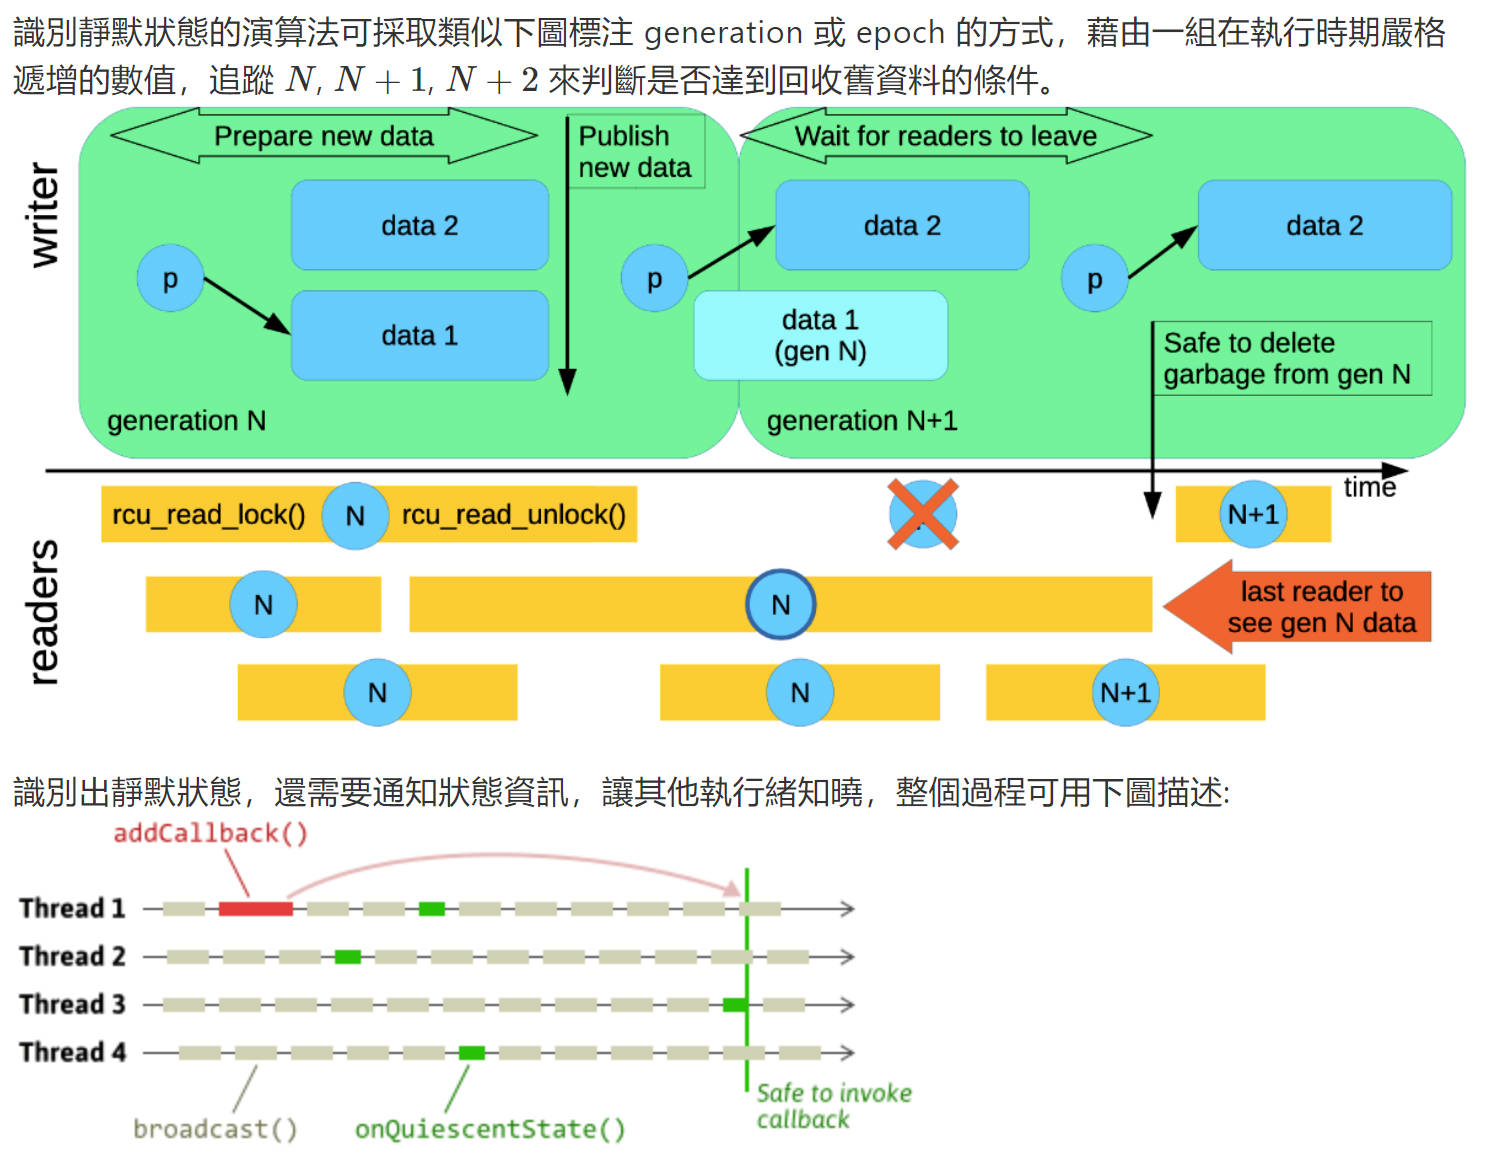 識別靜默狀態的演算法可採取類似下圖標注 generation 或 epoch 的方式，藉由一組在執行時期嚴格
遞增的數值，追蹤 N, N + 1, N + 2 來判斷是否達到回收舊資料的條件。
writer
Prepare new data
Publish
new data
Wait for readers to leave
data 2
data 2
data 2
p
p
p
data 1
data 1
(gen N)
Safe to delete
garbage from gen N
generation N
generation N+1
time
readers
rcu_read_lock()
N
rcu_read_unlock()
N+1
N
N
last reader to
see gen N data
N
N
N+1
識別出靜默狀態，還需要通知狀態資訊，讓其他執行緒知曉，整個過程可用下圖描述:
addCallback()
Thread 1
Thread 2
Thread 3
Thread 4
Safe to invoke
callback
broadcast()
onQuiescentState()